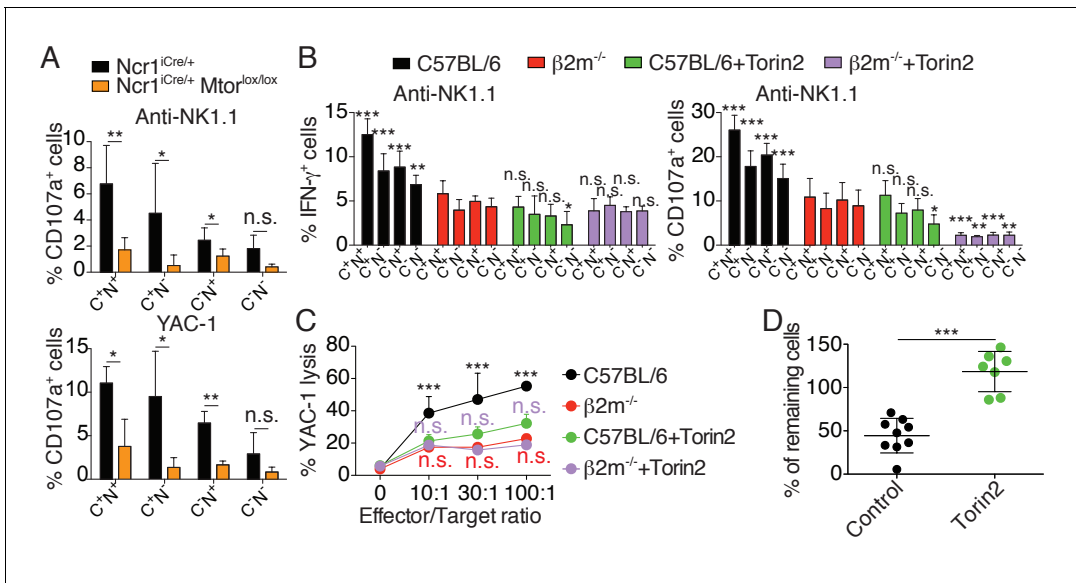 A
Ncr1iCre/+
Ncr1iCre/+ Mtorlox/lox
Anti-NK1.1
% CD107a+ cells
10
8
6
4
2
0
**
*
*
n.s.
C+N+
C+N-
C-N+
C-N-
YAC-1
% CD107a+ cells
15
10
5
0
*
*
**
n.s.
C+N+
C+N-
C-N+
C-N-
B
C57BL/6
β2m-/-
C57BL/6+Torin2
β2m-/-+Torin2
Anti-NK1.1
% IFN-γ+ cells
15
10
5
0
***
***
***
**
n.s.
n.s.
n.s.
*
n.s.
n.s.
n.s.
n.s.
C+N+
C+N-
C-N+
C-N-
C+N+
C+N-
C-N+
C-N-
C+N+
C+N-
C-N+
C-N-
C+N+
C+N-
C-N+
C-N-
Anti-NK1.1
% CD107a+ cells
30
20
10
0
***
***
***
***
n.s.
n.s.
n.s.
*
***
**
***
**
C+N+
C+N-
C-N+
C-N-
C+N+
C+N-
C-N+
C-N-
C+N+
C+N-
C-N+
C-N-
C+N+
C+N-
C-N+
C-N-
C
% YAC-1 lysis
80
60
40
20
0
***
***
***
n.s.
n.s.
n.s.
n.s.
n.s.
n.s.
0
10:1
30:1
100:1
Effector/Target ratio
C57BL/6
β2m-/-
C57BL/6+Torin2
β2m-/-+Torin2
D
% of remaining cells
150
100
50
0
***
Control
Torin2